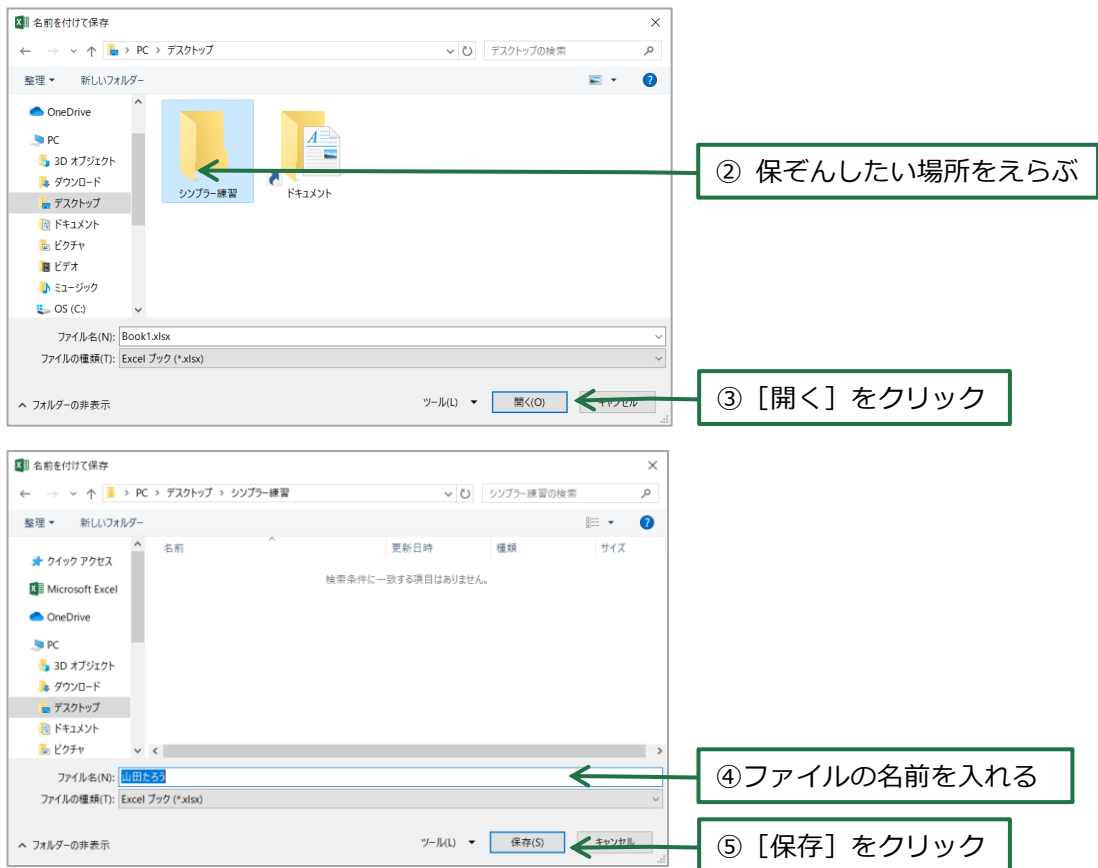 名前を付けて保存
PC > デスクトップ
デスクトップの検索
整理
新しいフォルダー
OneDrive
PC
3D オブジェクト
ダウンロード
デスクトップ
ドキュメント
ピクチャ
ビデオ
ミュージック
OS (C:)
シンプラー練習
ドキュメント
② 保ぞんしたい場所をえらぶ
ファイル名(N): Book1.xlsx
ファイルの種類(T): Excel ブック (*.xlsx)
フォルダーの非表示
ツール(L)
開く(O)
キャンセル
③［開く］をクリック
名前を付けて保存
PC > デスクトップ > シンプラー練習
シンプラー練習の検索
整理
新しいフォルダー
名前
更新日時
種類
サイズ
検索条件に一致する項目はありません。
クイック アクセス
Microsoft Excel
OneDrive
PC
3D オブジェクト
ダウンロード
デスクトップ
ドキュメント
ピクチャ
ファイル名(N): 山田たろう
ファイルの種類(T): Excel ブック (*.xlsx)
④ファイルの名前を入れる
フォルダーの非表示
ツール(L)
保存(S)
キャンセル
⑤［保存］をクリック